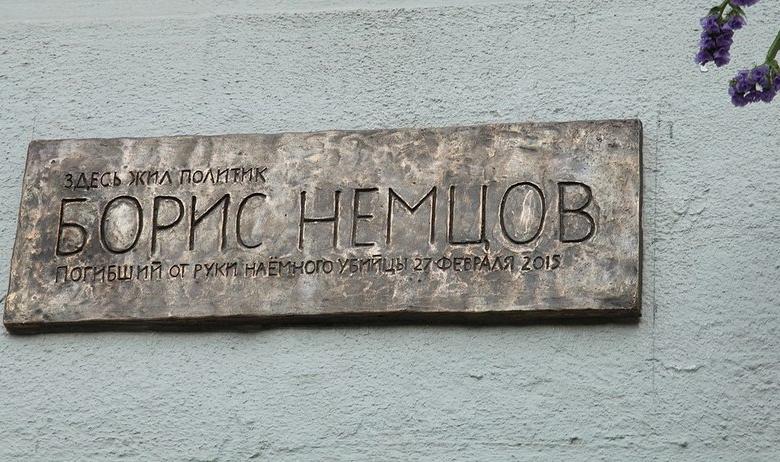 ЗДЕСЬ ЖИЛ ПОЛИТИК
БОРИС НЕМЦОВ
ПОГИБШИЙ ОТ РУКИ НАЁМНОГО УБИЙЦЫ 27 ФЕВРАЛЯ 2015